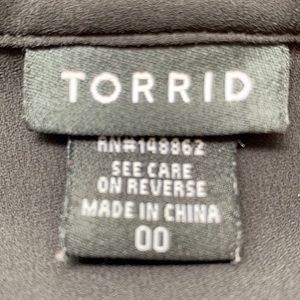 TORRID
RN#148862
SEE CARE
ON REVERSE
MADE IN CHINA
00